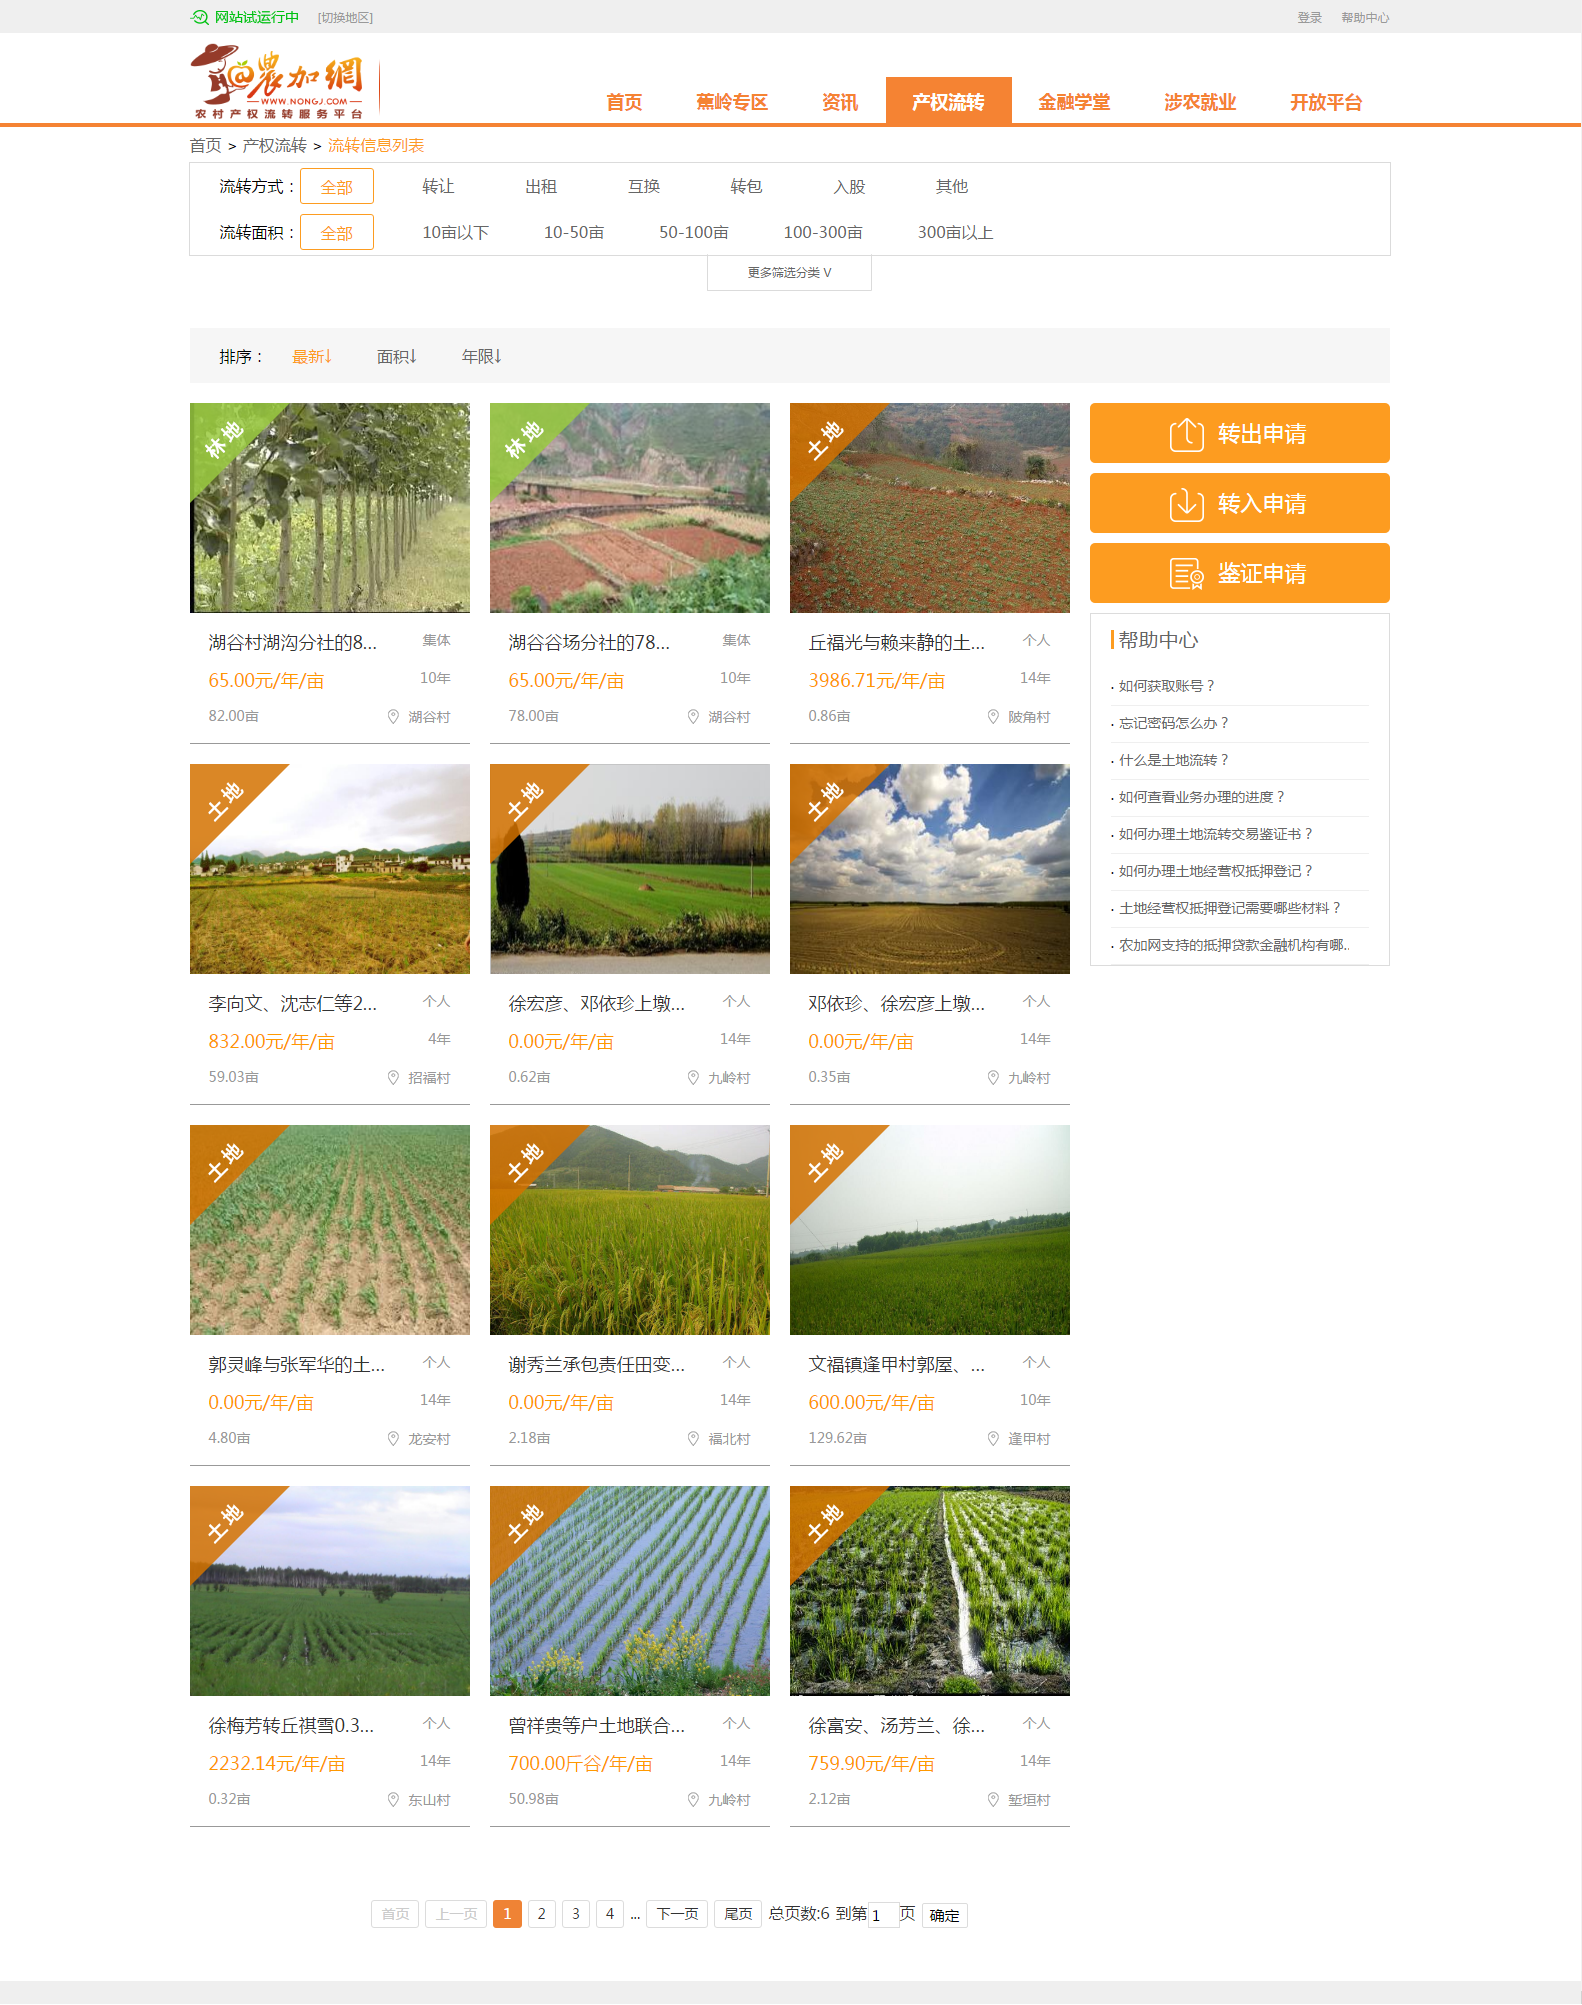 网站试运行中 [切换地区] 登录 帮助中心
@農加網
WWW.NONGJ.COM
农村产权流转服务平台
首页 蕉岭专区 资讯 产权流转 金融学堂 涉农就业 开放平台
首页 > 产权流转 > 流转信息列表
流转方式： 全部 转让 出租 互换 转包 入股 其他
流转面积： 全部 10亩以下 10-50亩 50-100亩 100-300亩 300亩以上
更多筛选分类 V
排序： 最新↓ 面积↓ 年限↓
林地 林地 土地
湖谷村湖沟分社的8... 集体 湖谷谷场分社的78... 集体 丘福光与赖来静的土... 个人
65.00元/年/亩 10年 65.00元/年/亩 10年 3986.71元/年/亩 14年
82.00亩 湖谷村 78.00亩 湖谷村 0.86亩 陂角村
转出申请
转入申请
鉴证申请
帮助中心
· 如何获取账号？
· 忘记密码怎么办？
· 什么是土地流转？
· 如何查看业务办理的进度？
· 如何办理土地流转交易鉴证书？
· 如何办理土地经营权抵押登记？
· 土地经营权抵押登记需要哪些材料？
· 农加网支持的抵押贷款金融机构有哪..
土地 土地 土地
李向文、沈志仁等2... 个人 徐宏彦、邓依珍上墩... 个人 邓依珍、徐宏彦上墩... 个人
832.00元/年/亩 4年 0.00元/年/亩 14年 0.00元/年/亩 14年
59.03亩 招福村 0.62亩 九岭村 0.35亩 九岭村
土地 土地 土地
郭灵峰与张军华的土... 个人 谢秀兰承包责任田变... 个人 文福镇逢甲村郭屋、... 个人
0.00元/年/亩 14年 0.00元/年/亩 14年 600.00元/年/亩 10年
4.80亩 龙安村 2.18亩 福北村 129.62亩 逢甲村
土地 土地 土地
徐梅芳转丘祺雪0.3... 个人 曾祥贵等户土地联合... 个人 徐富安、汤芳兰、徐... 个人
2232.14元/年/亩 14年 700.00斤谷/年/亩 14年 759.90元/年/亩 14年
0.32亩 东山村 50.98亩 九岭村 2.12亩 堑垣村
首页 上一页 1 2 3 4 ... 下一页 尾页 总页数:6 到第 1 页 确定